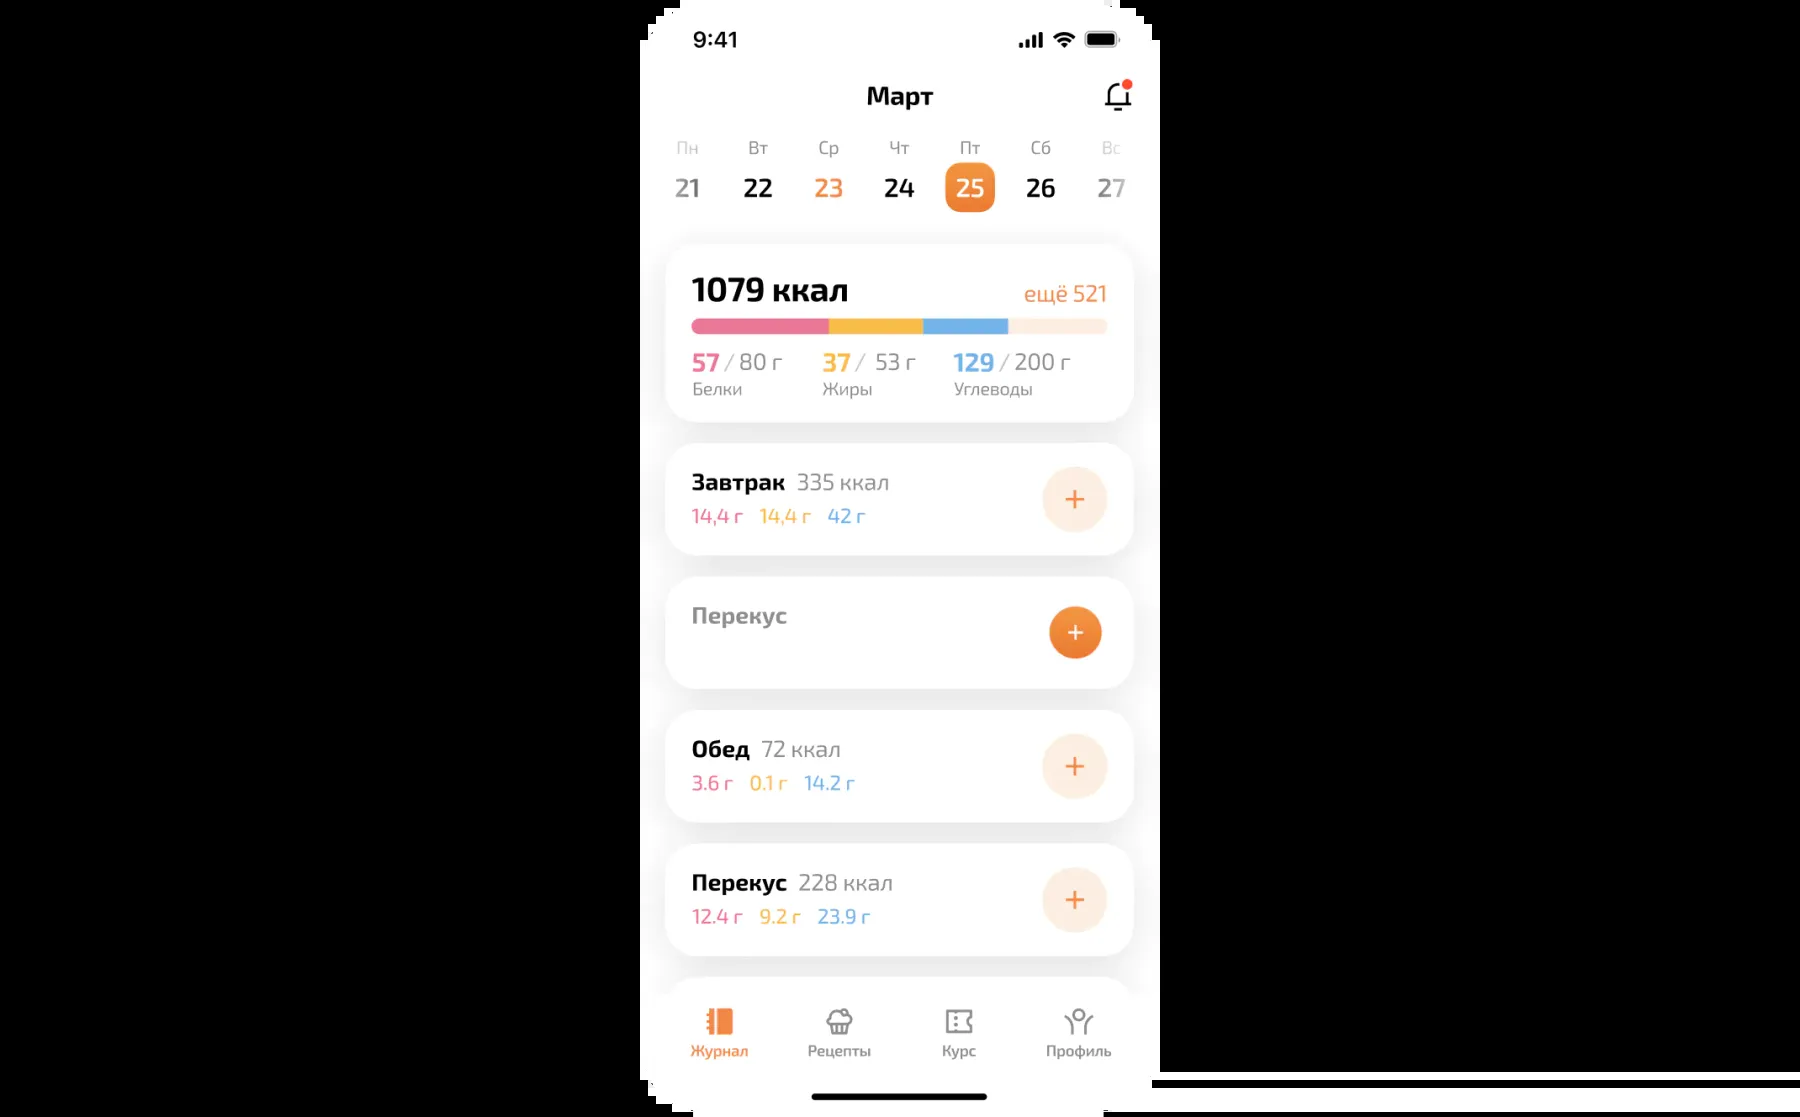 9:41
Март
Пн Вт Ср Чт Пт Сб Вс
21 22 23 24 25 26 27
1079 ккал ещё 521
57 / 80 г 37 / 53 г 129 / 200 г
Белки Жиры Углеводы
Завтрак 335 ккал
14,4 г 14,4 г 42 г
Перекус
Обед 72 ккал
3.6 г 0.1 г 14.2 г
Перекус 228 ккал
12.4 г 9.2 г 23.9 г
Журнал Рецепты Курс Профиль